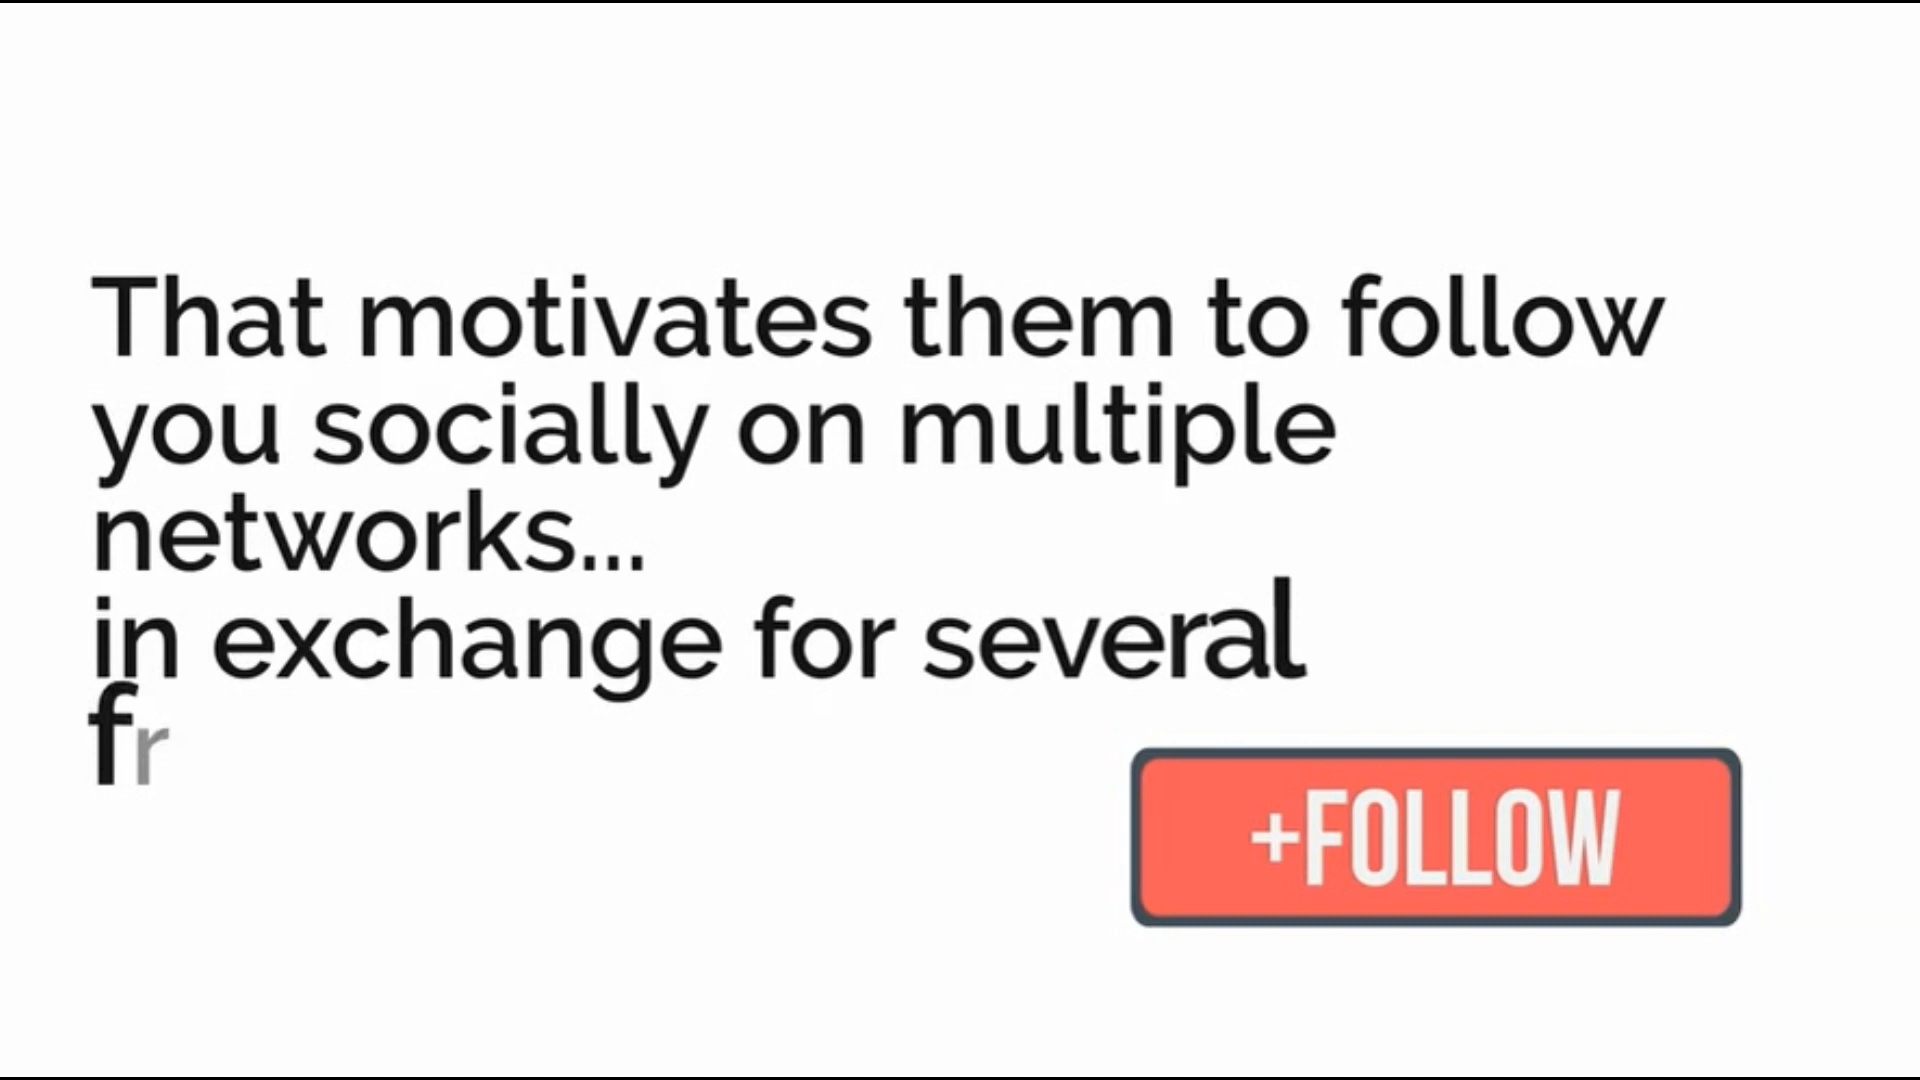 That motivates them to follow
you socially on multiple
networks...
in exchange for several
fr
+FOLLOW